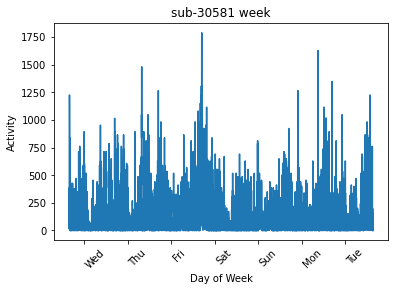 sub-30581 week
Activity
1750
1500
1250
1000
750
500
250
0
Wed
Thu
Fri
Sat
Sun
Mon
Tue
Day of Week